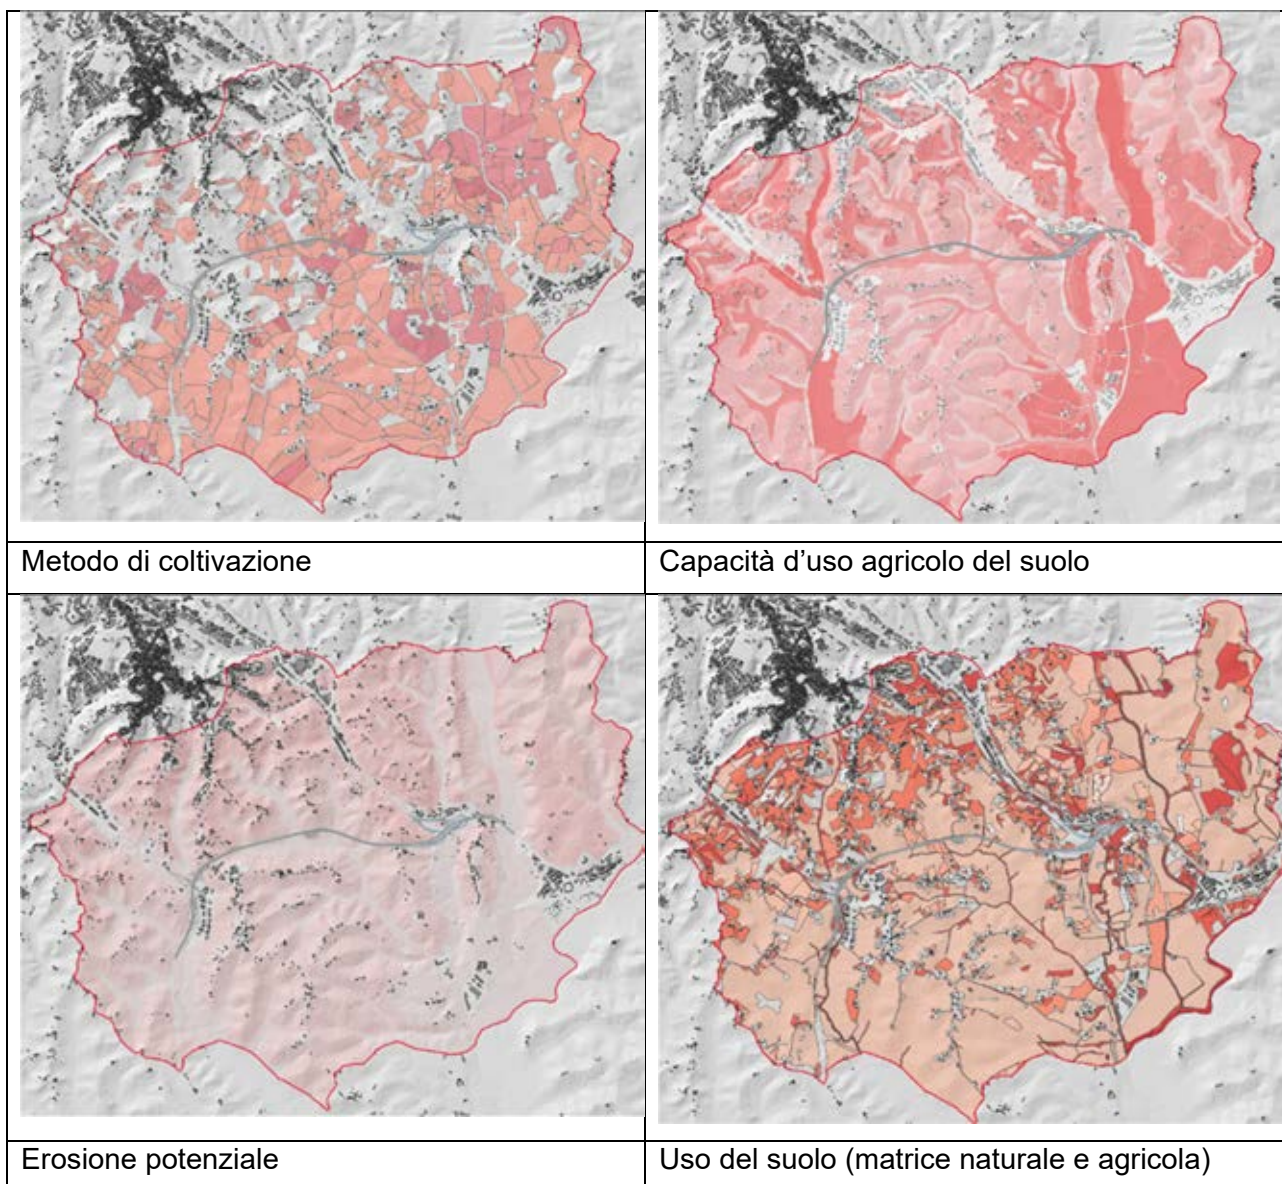 Metodo di coltivazione
Capacità d'uso agricolo del suolo
Erosione potenziale
Uso del suolo (matrice naturale e agricola)